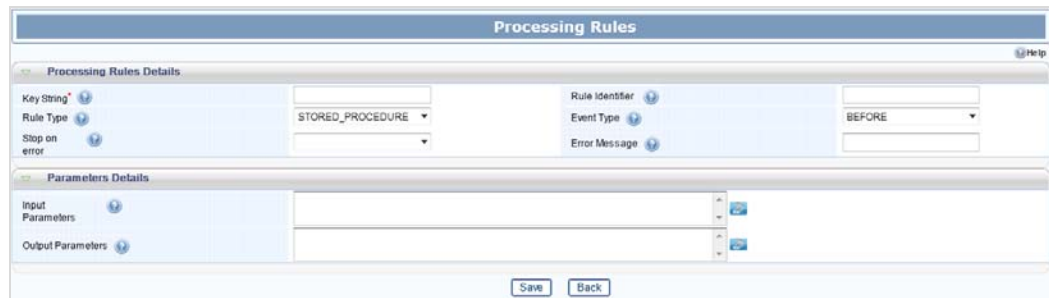 Processing Rules
Help
Processing Rules Details
Key String* Rule Identifier
Rule Type STORED_PROCEDURE Event Type BEFORE
Stop on error Error Message
Parameters Details
Input Parameters
Output Parameters
Save Back